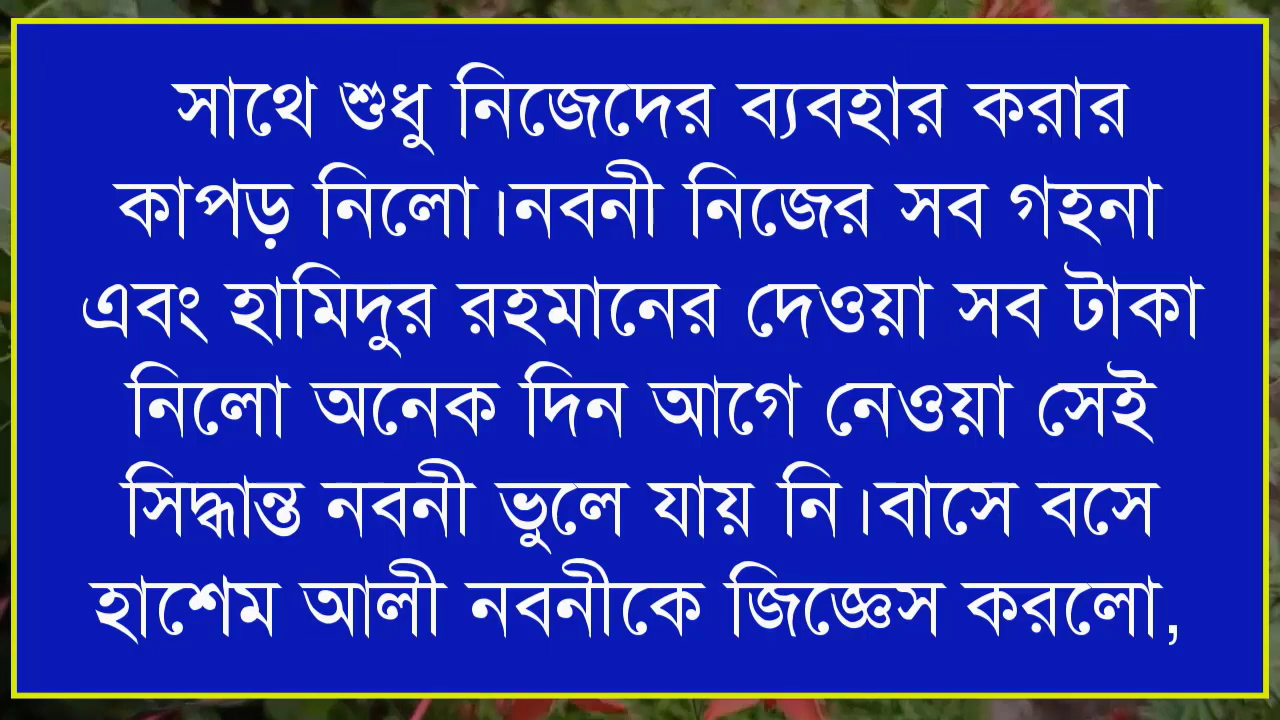 সাথে শুধু নিজেদের ব্যবহার করার
কাপড় নিলো।নবনী নিজের সব গহনা
এবং হামিদুর রহমানের দেওয়া সব টাকা
নিলো অনেক দিন আগে নেওয়া সেই
সিদ্ধান্ত নবনী ভুলে যায় নি।বাসে বসে
হাশেম আলী নবনীকে জিজ্ঞেস করলো,